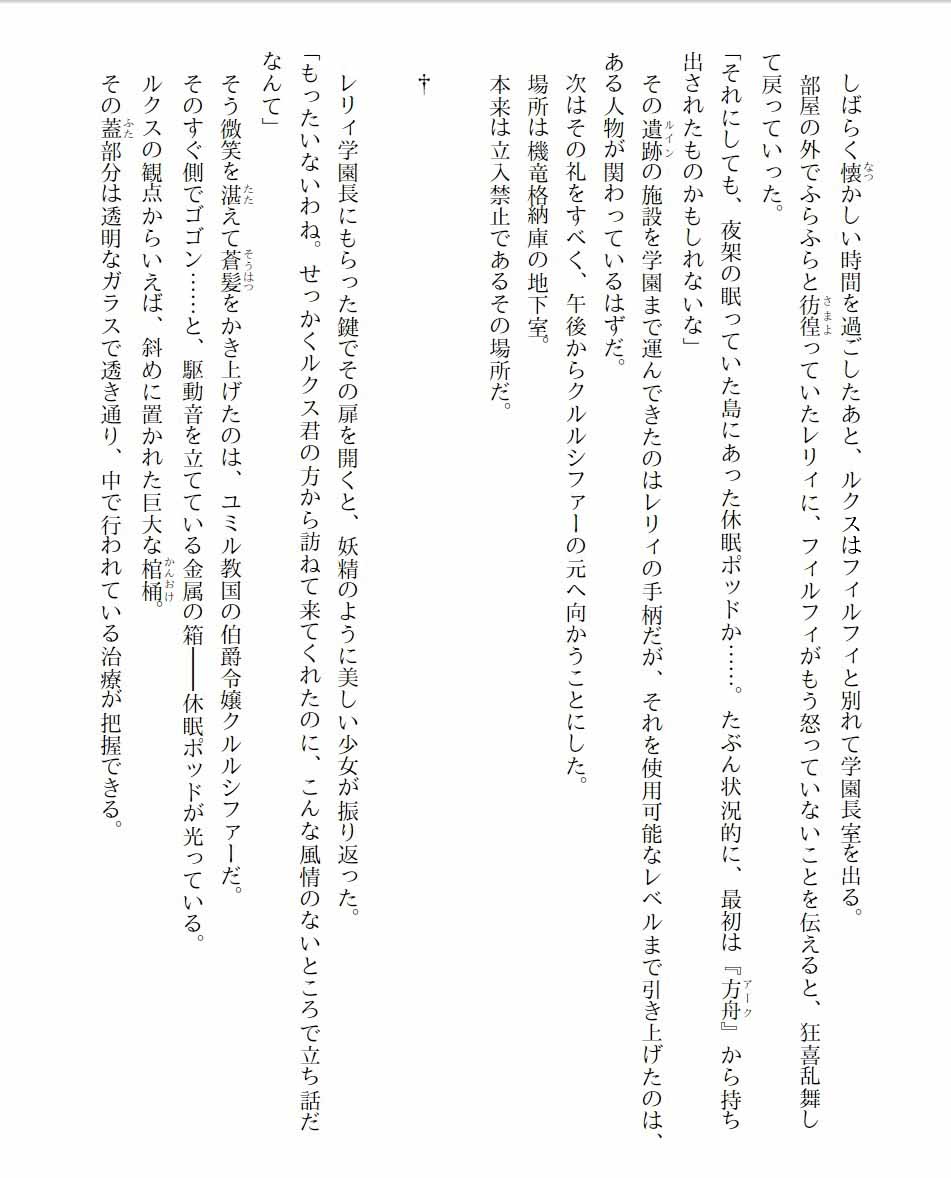 しばらく懐かしい時間を過ごしたあと、ルクスはフィルフィと別れて学園長室を出る。
部屋の外でふらふらと彷徨っていたレリィに、フィルフィがもう怒っていないことを伝えると、狂喜乱舞し
て戻っていった。
「それにしても、夜架の眠っていた島にあった休眠ポッドか……。たぶん状況的に、最初は『方舟』から持ち
出されたものかもしれないな」
その遺跡の施設を学園まで運んできたのはレリィの手柄だが、それを使用可能なレベルまで引き上げたのは、
ある人物が関わっているはずだ。
次はその礼をすべく、午後からクルルシファーの元へ向かうことにした。
場所は機竜格納庫の地下室。
本来は立入禁止であるその場所だ。
†
レリィ学園長にもらった鍵でその扉を開くと、妖精のように美しい少女が振り返った。
「もったいないわね。せっかくルクス君の方から訪ねて来てくれたのに、こんな風情のないところで立ち話だ
なんて」
そう微笑を湛えて蒼髪をかき上げたのは、ユミル教国の伯爵令嬢クルルシファーだ。
そのすぐ側でゴゴン……と、駆動音を立てている金属の箱――休眠ポッドが光っている。
ルクスの観点からいえば、斜めに置かれた巨大な棺桶。
その蓋部分は透明なガラスで透き通り、中で行われている治療が把握できる。